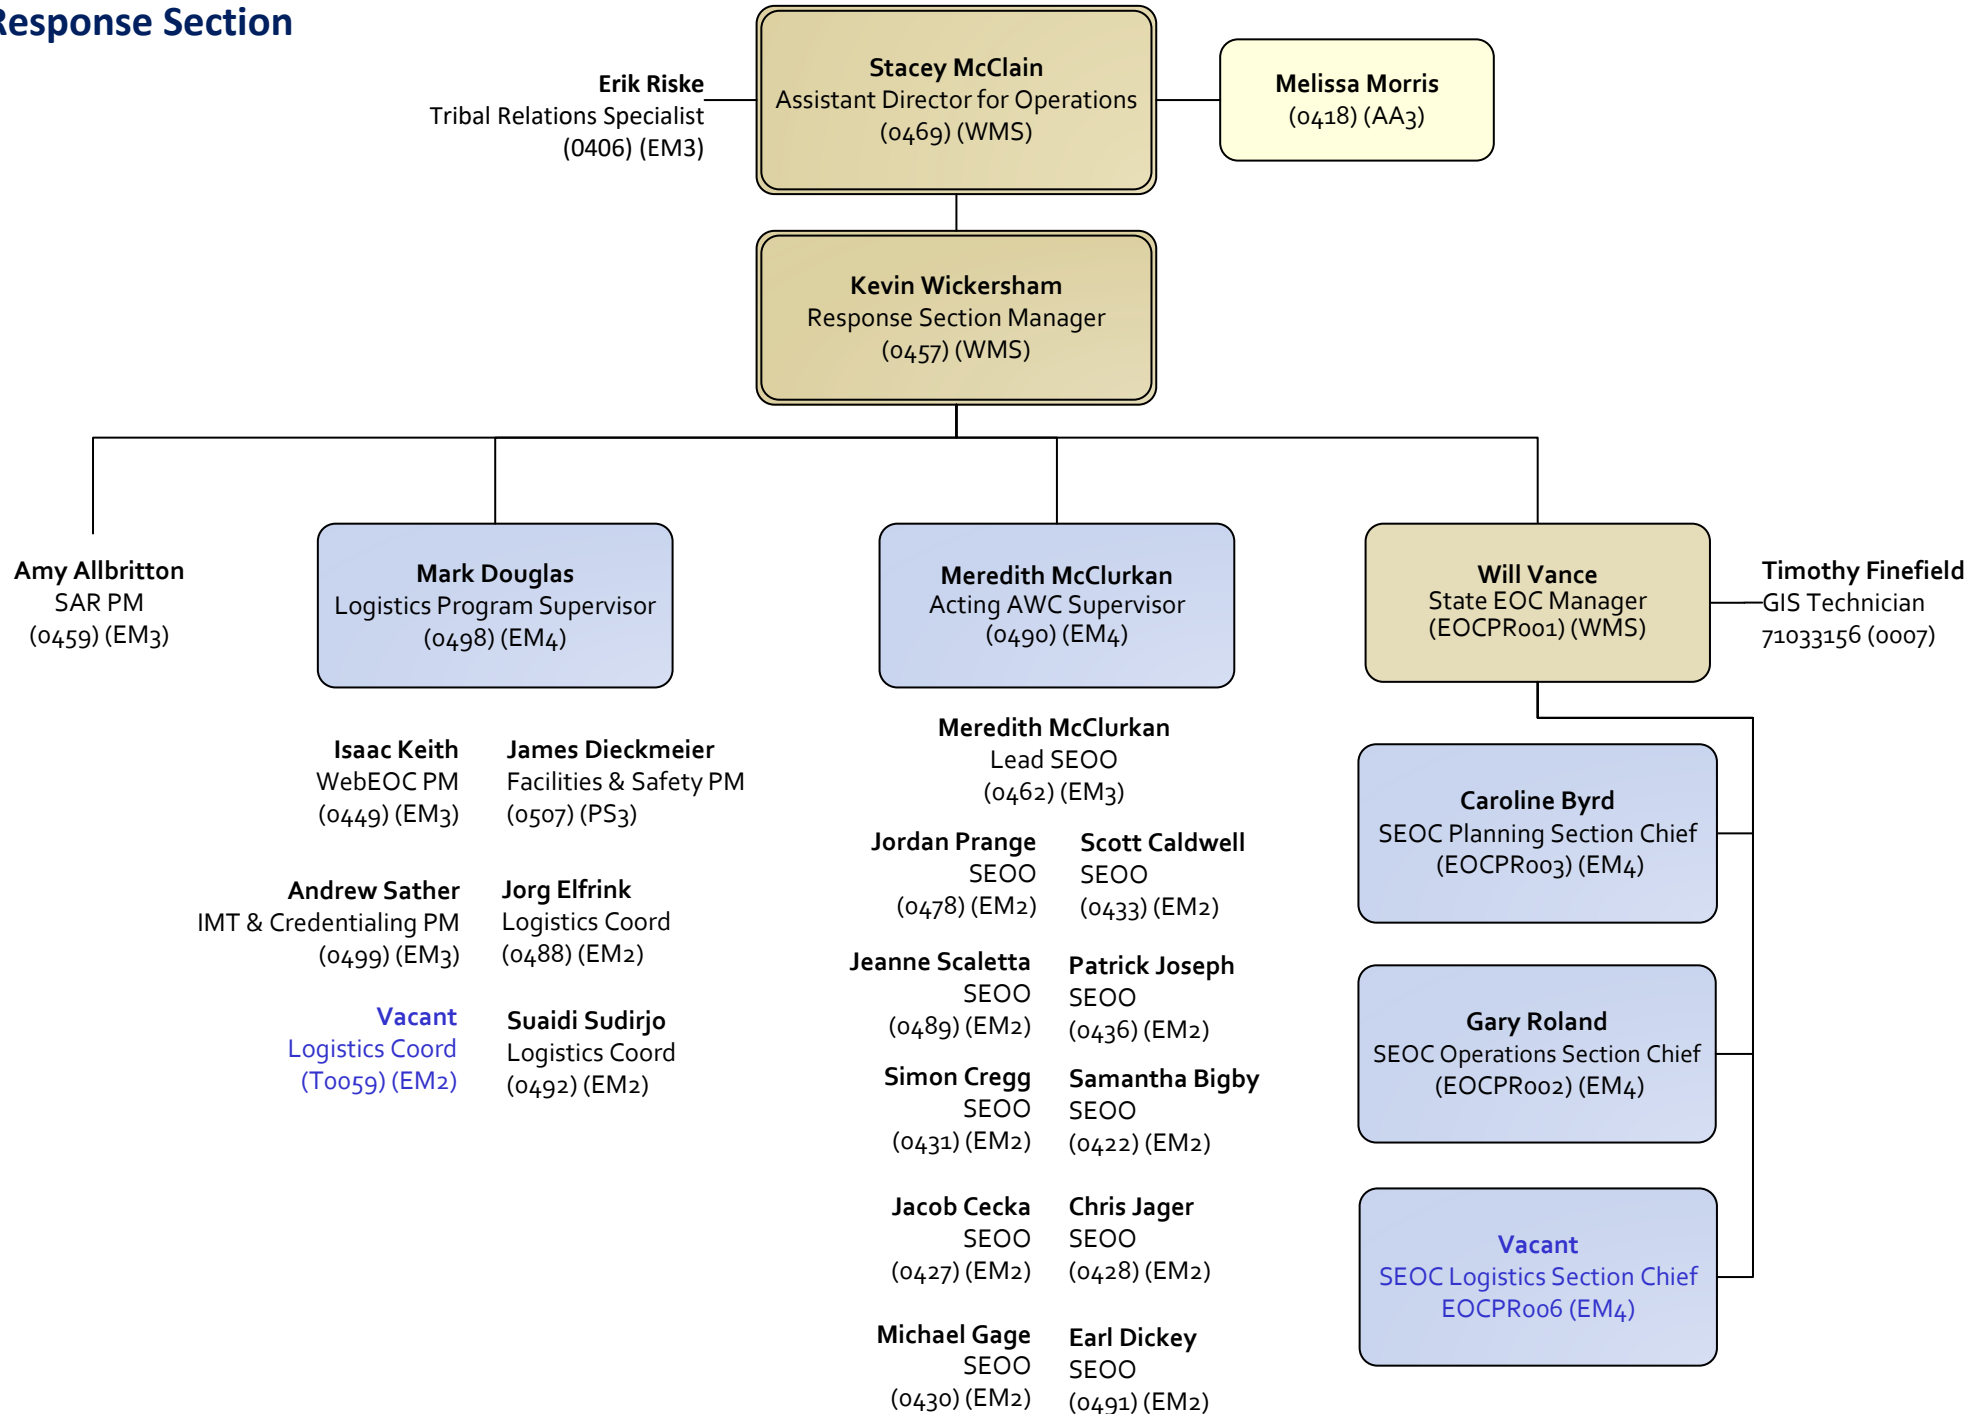 Response Section
Erik Riske
Tribal Relations Specialist
(0406) (EM3)
Stacey McClain
Assistant Director for Operations
(0469) (WMS)
Melissa Morris
(0418) (AA3)
Kevin Wickersham
Response Section Manager
(0457) (WMS)
Amy Allbritton
SAR PM
(0459) (EM3)
Mark Douglas
Logistics Program Supervisor
(0498) (EM4)
Meredith McClurkan
Acting AWC Supervisor
(0490) (EM4)
Will Vance
State EOC Manager
(EOCPR001) (WMS)
Timothy Finefield
GIS Technician
71033156 (0007)
Isaac Keith
WebEOC PM
(0449) (EM3)
James Dieckmeier
Facilities & Safety PM
(0507) (PS3)
Andrew Sather
IMT & Credentialing PM
(0499) (EM3)
Jorg Elfrink
Logistics Coord
(0488) (EM2)
Vacant
Logistics Coord
(T0059) (EM2)
Suaidi Sudirjo
Logistics Coord
(0492) (EM2)
Meredith McClurkan
Lead SEOO
(0462) (EM3)
Jordan Prange
SEOO
(0478) (EM2)
Scott Caldwell
SEOO
(0433) (EM2)
Jeanne Scaletta
SEOO
(0489) (EM2)
Patrick Joseph
SEOO
(0436) (EM2)
Simon Cregg
SEOO
(0431) (EM2)
Samantha Bigby
SEOO
(0422) (EM2)
Jacob Cecka
SEOO
(0427) (EM2)
Chris Jager
SEOO
(0428) (EM2)
Michael Gage
SEOO
(0430) (EM2)
Earl Dickey
SEOO
(0491) (EM2)
Caroline Byrd
SEOC Planning Section Chief
(EOCPR003) (EM4)
Gary Roland
SEOC Operations Section Chief
(EOCPR002) (EM4)
Vacant
SEOC Logistics Section Chief
EOCPR006 (EM4)